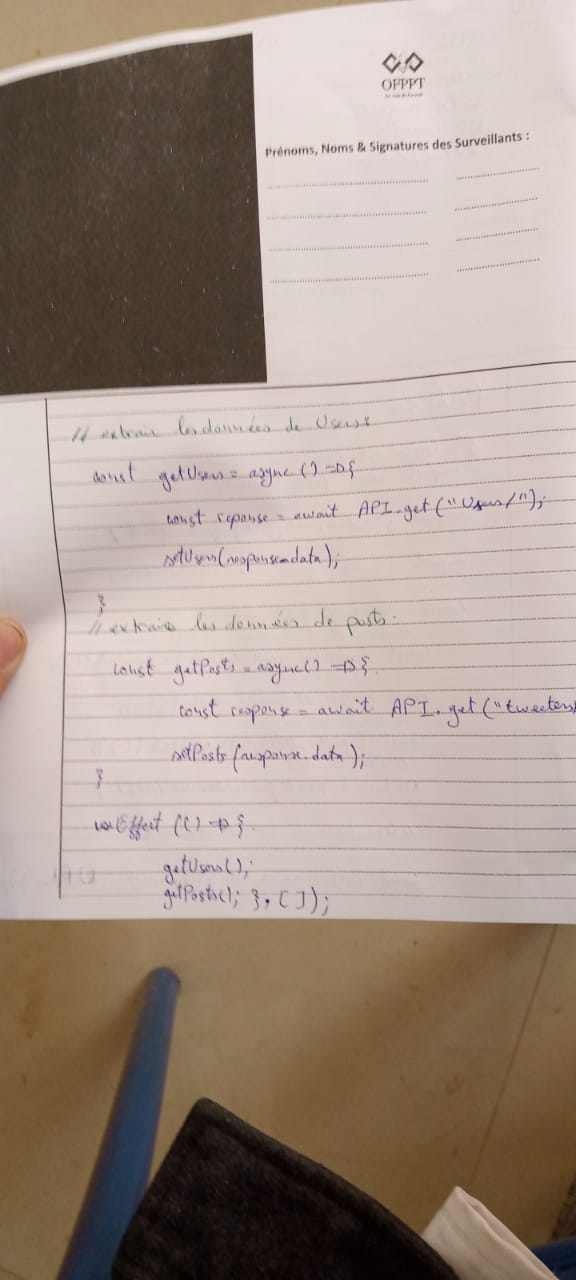 OFPPT
Prénoms, Noms & Signatures des Surveillants :
// extrair les données de Users
const getUsers = async () => {
const reponse = await API.get("Users/");
setUsers(response.data);
}
// extraire les données de posts.
const getPosts = async() => {
const response = await API.get("tweeters
setPosts(response.data);
}
useEffect (() => {
getUsers();
getPosts(); }, []);